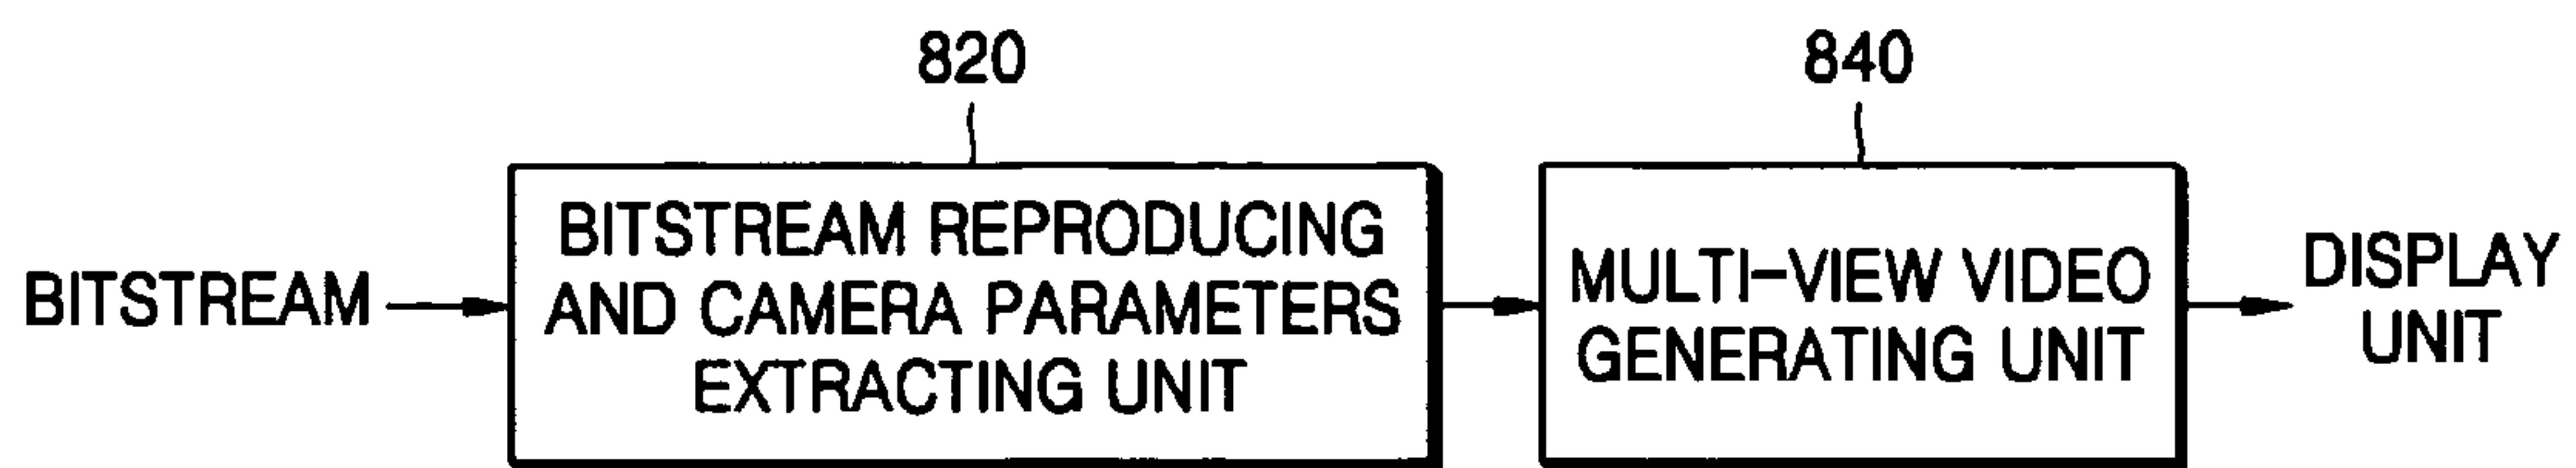 820
840
BITSTREAM
BITSTREAM REPRODUCING
AND CAMERA PARAMETERS
EXTRACTING UNIT
MULTI-VIEW VIDEO
GENERATING UNIT
DISPLAY
UNIT